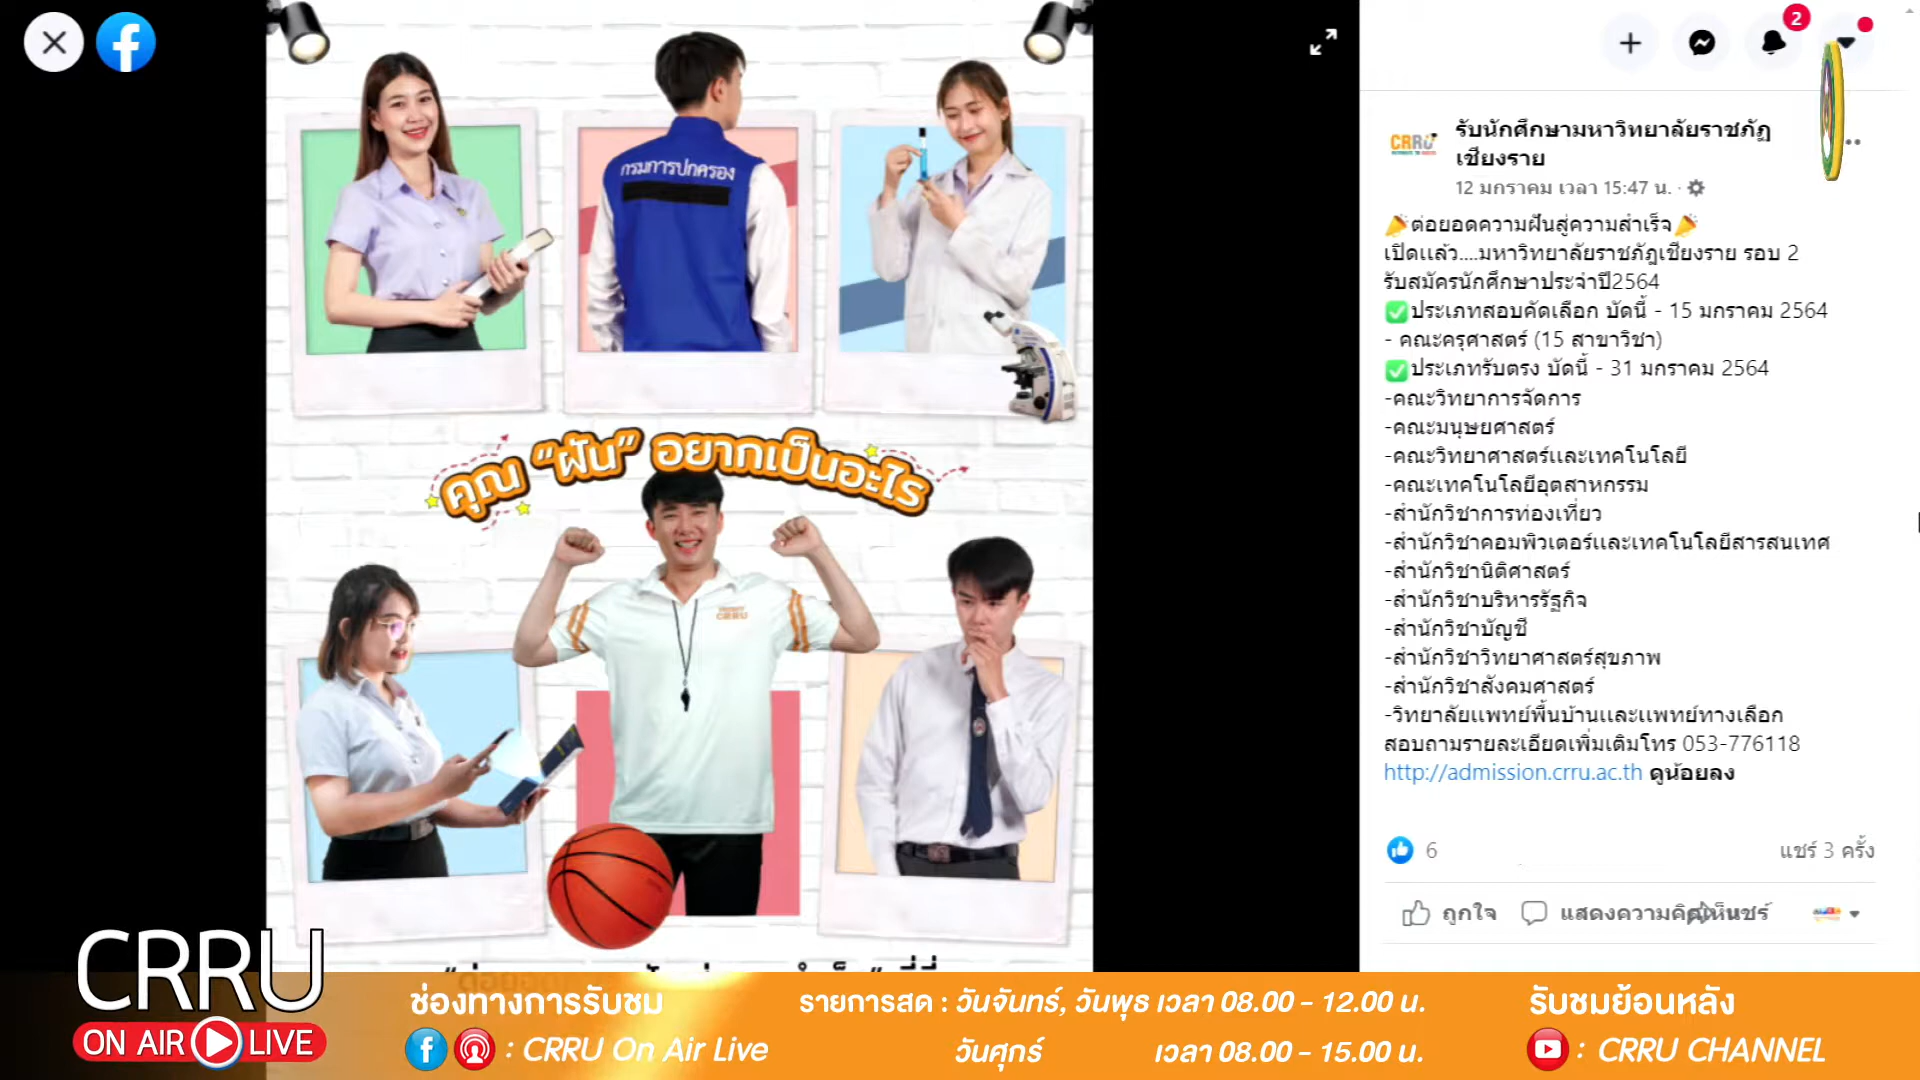 กรมการปกครอง
คุณ “ฝัน” อยากเป็นอะไร
CRRU
2
CRRU
รับนักศึกษามหาวิทยาลัยราชภัฏ
เชียงราย
12 มกราคม เวลา 15:47 น.
ต่อยอดความฝันสู่ความสำเร็จ
เปิดแล้ว....มหาวิทยาลัยราชภัฏเชียงราย รอบ 2
รับสมัครนักศึกษาประจำปี2564
ประเภทสอบคัดเลือก บัดนี้ - 15 มกราคม 2564
- คณะครุศาสตร์ (15 สาขาวิชา)
ประเภทรับตรง บัดนี้ - 31 มกราคม 2564
-คณะวิทยาการจัดการ
-คณะมนุษยศาสตร์
-คณะวิทยาศาสตร์และเทคโนโลยี
-คณะเทคโนโลยีอุตสาหกรรม
-สำนักวิชาการท่องเที่ยว
-สำนักวิชาคอมพิวเตอร์และเทคโนโลยีสารสนเทศ
-สำนักวิชานิติศาสตร์
-สำนักวิชาบริหารรัฐกิจ
-สำนักวิชาบัญชี
-สำนักวิชาวิทยาศาสตร์สุขภาพ
-สำนักวิชาสังคมศาสตร์
-วิทยาลัยแพทย์พื้นบ้านและแพทย์ทางเลือก
สอบถามรายละเอียดเพิ่มเติมโทร 053-776118
http://admission.crru.ac.th ดูน้อยลง
6
แชร์ 3 ครั้ง
ถูกใจ
แสดงความคิดเห็น
แชร์
CRRU
ON AIR LIVE
ช่องทางการรับชม
: CRRU On Air Live
รายการสด : วันจันทร์, วันพุธ เวลา 08.00 - 12.00 น.
วันศุกร์ เวลา 08.00 - 15.00 น.
รับชมย้อนหลัง
: CRRU CHANNEL